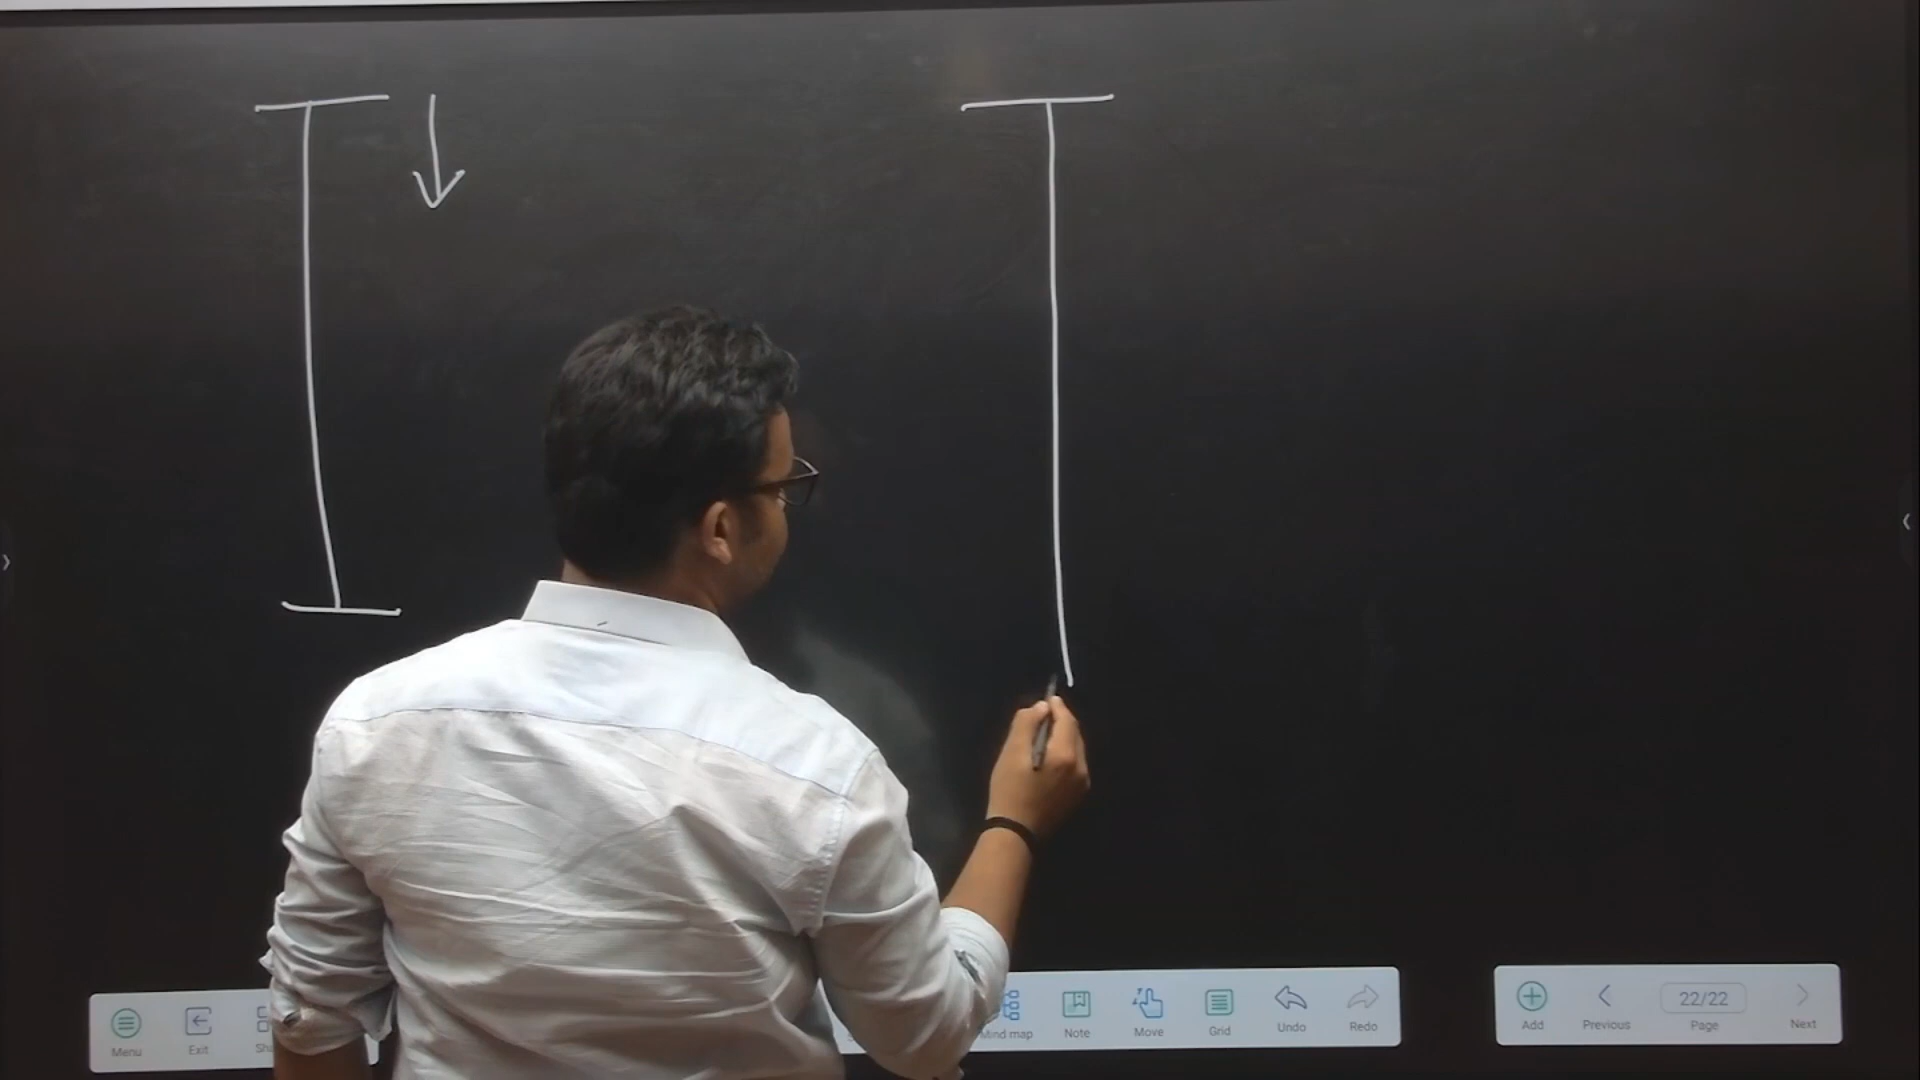 Menu
Exit
Mind map
Note
Move
Grid
Undo
Redo
Add
Previous
22/22
Page
Next